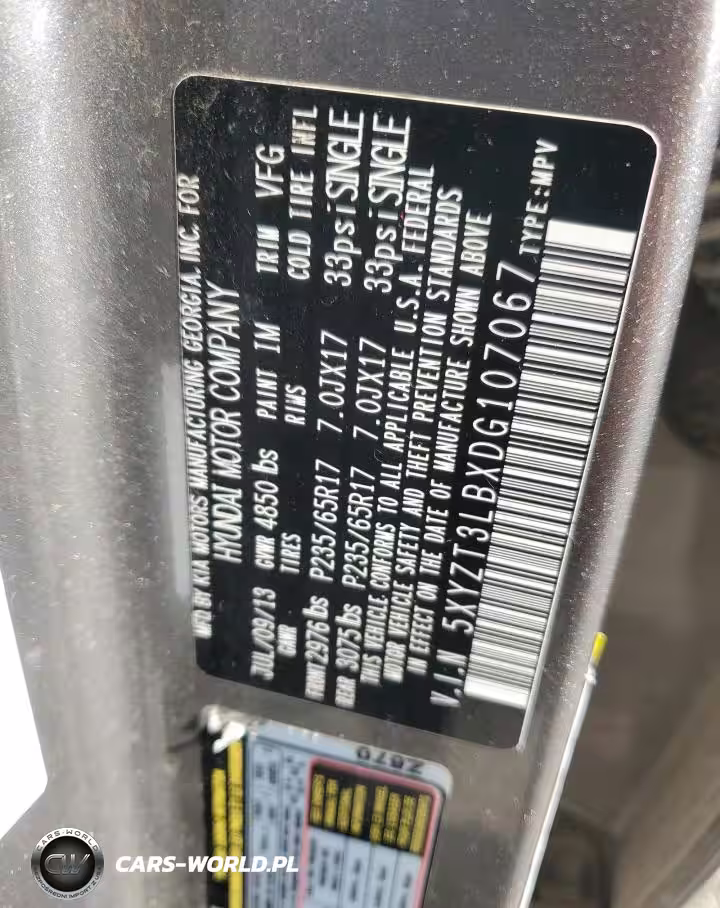 MFD BY KIA MOTORS MANUFACTURING GEORGIA. INC. FOR
HYUNDAI MOTOR COMPANY
JUL/09/13 GVWR 4850 lbs PAINT IM TRIM VFG
GAWR TIRES RIMS COLD TIRE INFL
FRONT 2976 lbs P235/65R17 7.0JX17 33psi SINGLE
REAR 3075 lbs P235/65R17 7.0JX17 33psi SINGLE
THIS VEHICLE CONFORMS TO ALL APPLICABLE U.S.A. FEDERAL
MOTOR VEHICLE SAFETY AND THEFT PREVENTION STANDARDS
IN EFFECT ON THE DATE OF MANUFACTURE SHOWN ABOVE
V.I.N 5XYZT3LBXDG107067 TYPE:MPV
CARS-WORLD
CW
CARS-WORLD.PL